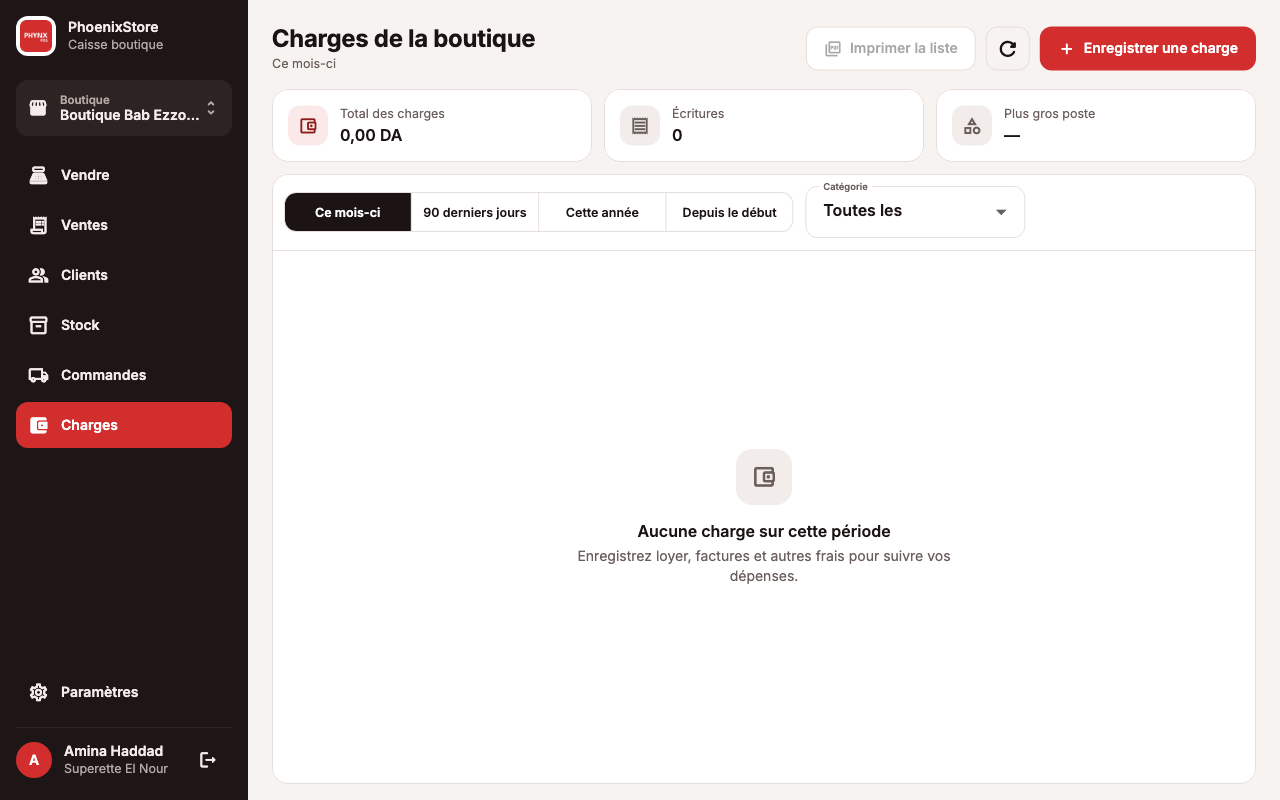 PHYNX
POS
PhoenixStore
Caisse boutique
Boutique
Boutique Bab Ezzo...
Vendre
Ventes
Clients
Stock
Commandes
Charges
Paramètres
A
Amina Haddad
Superette El Nour
Charges de la boutique
Ce mois-ci
PDF
Imprimer la liste
Enregistrer une charge
Total des charges
0,00 DA
Écritures
0
Plus gros poste
—
Ce mois-ci
90 derniers jours
Cette année
Depuis le début
Catégorie
Toutes les
Aucune charge sur cette période
Enregistrez loyer, factures et autres frais pour suivre vos
dépenses.